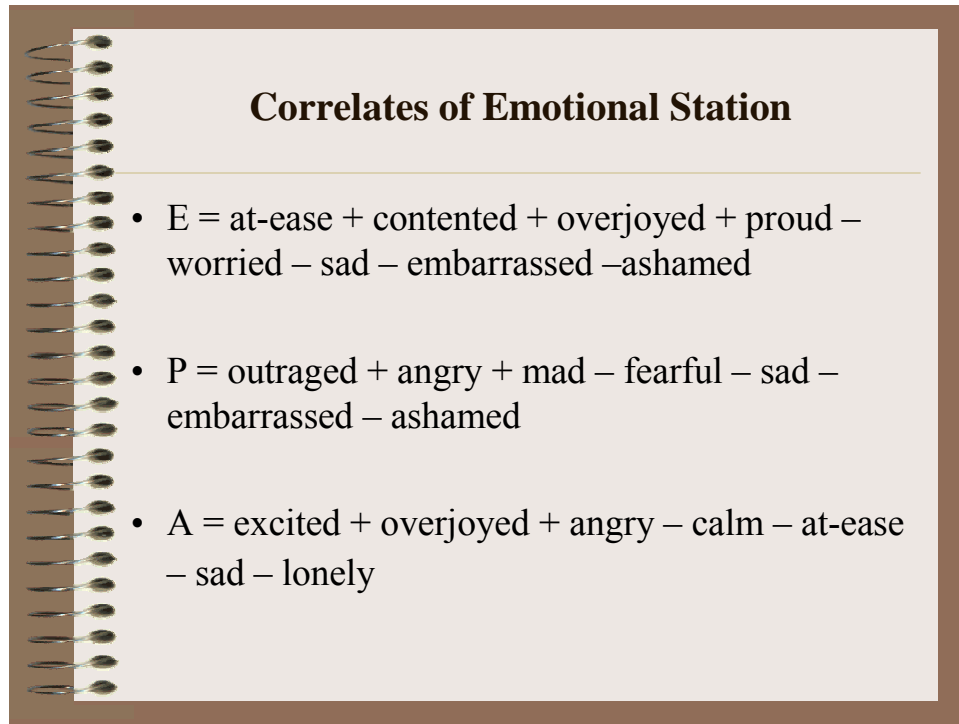 Correlates of Emotional Station
• E = at-ease + contented + overjoyed + proud –
worried – sad – embarrassed –ashamed
• P = outraged + angry + mad – fearful – sad –
embarrassed – ashamed
• A = excited + overjoyed + angry – calm – at-ease
– sad – lonely